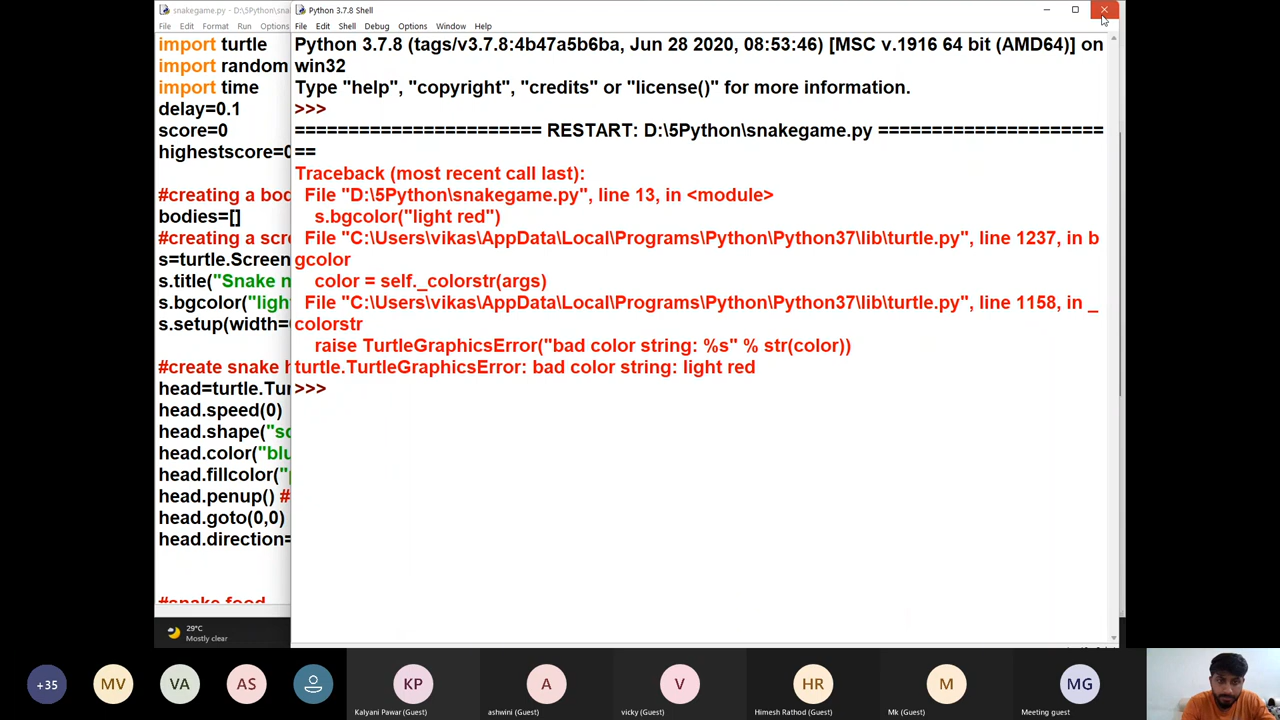 snakegame.py - D:\5Python\snak
File Edit Format Run Options
import turtle
import random
import time
delay=0.1
score=0
highestscore=0
#creating a bod
bodies=[]
#creating a scre
s=turtle.Screen
s.title("Snake n
s.bgcolor("light
s.setup(width=
#create snake h
head=turtle.Tur
head.speed(0)
head.shape("sq
head.color("blu
head.fillcolor("
head.penup() #
head.goto(0,0)
head.direction=
#snake food
Python 3.7.8 Shell
File Edit Shell Debug Options Window Help
Python 3.7.8 (tags/v3.7.8:4b47a5b6ba, Jun 28 2020, 08:53:46) [MSC v.1916 64 bit (AMD64)] on
win32
Type "help", "copyright", "credits" or "license()" for more information.
>>>
======================= RESTART: D:\5Python\snakegame.py =====================
==
Traceback (most recent call last):
File "D:\5Python\snakegame.py", line 13, in <module>
s.bgcolor("light red")
File "C:\Users\vikas\AppData\Local\Programs\Python\Python37\lib\turtle.py", line 1237, in b
gcolor
color = self._colorstr(args)
File "C:\Users\vikas\AppData\Local\Programs\Python\Python37\lib\turtle.py", line 1158, in _
colorstr
raise TurtleGraphicsError("bad color string: %s" % str(color))
turtle.TurtleGraphicsError: bad color string: light red
>>>
29°C
Mostly clear
+35
MV
VA
AS
KP
Kalyani Pawar (Guest)
A
ashwini (Guest)
V
vicky (Guest)
HR
Himesh Rathod (Guest)
M
Mk (Guest)
MG
Meeting guest